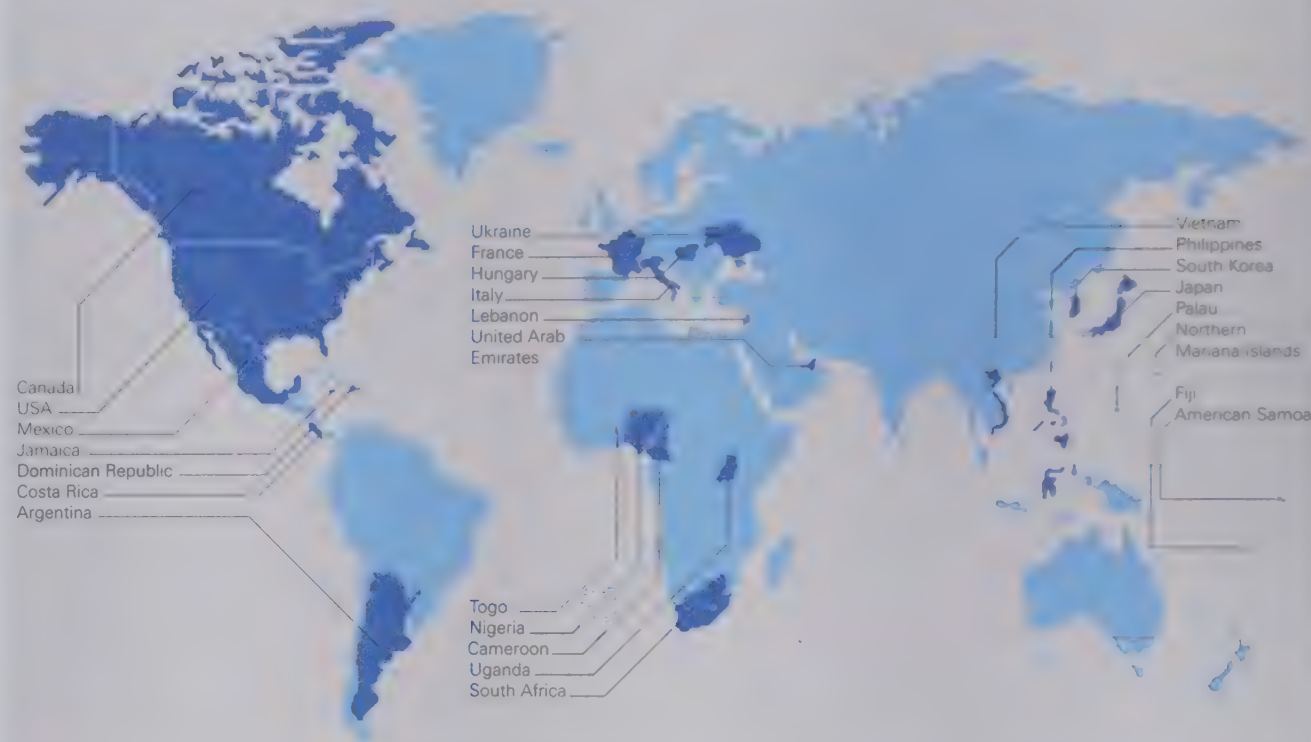 Canada
USA
Mexico
Jamaica
Dominican Republic
Costa Rica
Argentina
Ukraine
France
Hungary
Italy
Lebanon
United Arab
Emirates
Togo
Nigeria
Cameroon
Uganda
South Africa
Vietnam
Philippines
South Korea
Japan
Palau
Northern
Mariana Islands
Fiji
American Samoa